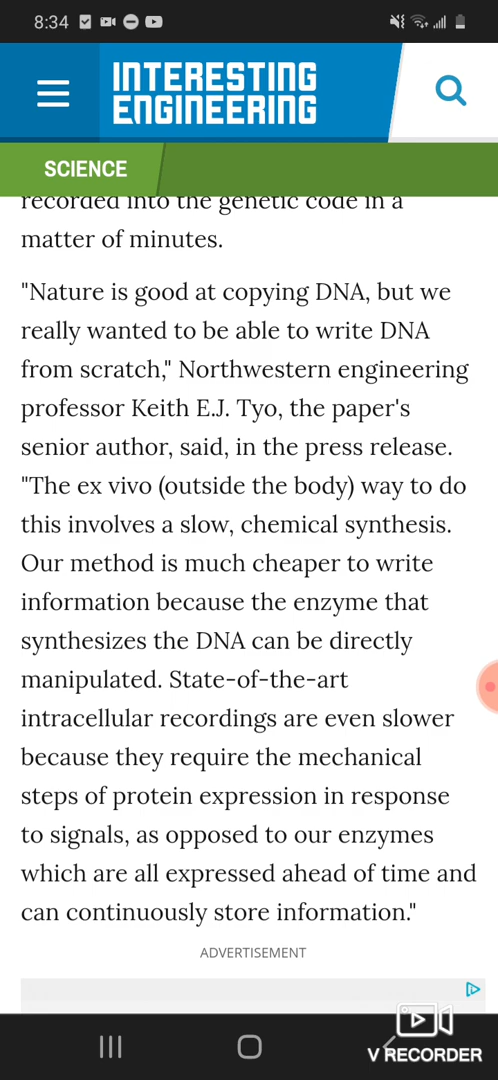 8:34
INTERESTING
ENGINEERING
SCIENCE
recorded into the genetic code in a
matter of minutes.
"Nature is good at copying DNA, but we
really wanted to be able to write DNA
from scratch," Northwestern engineering
professor Keith E.J. Tyo, the paper's
senior author, said, in the press release.
"The ex vivo (outside the body) way to do
this involves a slow, chemical synthesis.
Our method is much cheaper to write
information because the enzyme that
synthesizes the DNA can be directly
manipulated. State-of-the-art
intracellular recordings are even slower
because they require the mechanical
steps of protein expression in response
to signals, as opposed to our enzymes
which are all expressed ahead of time and
can continuously store information."
ADVERTISEMENT
V RECORDER